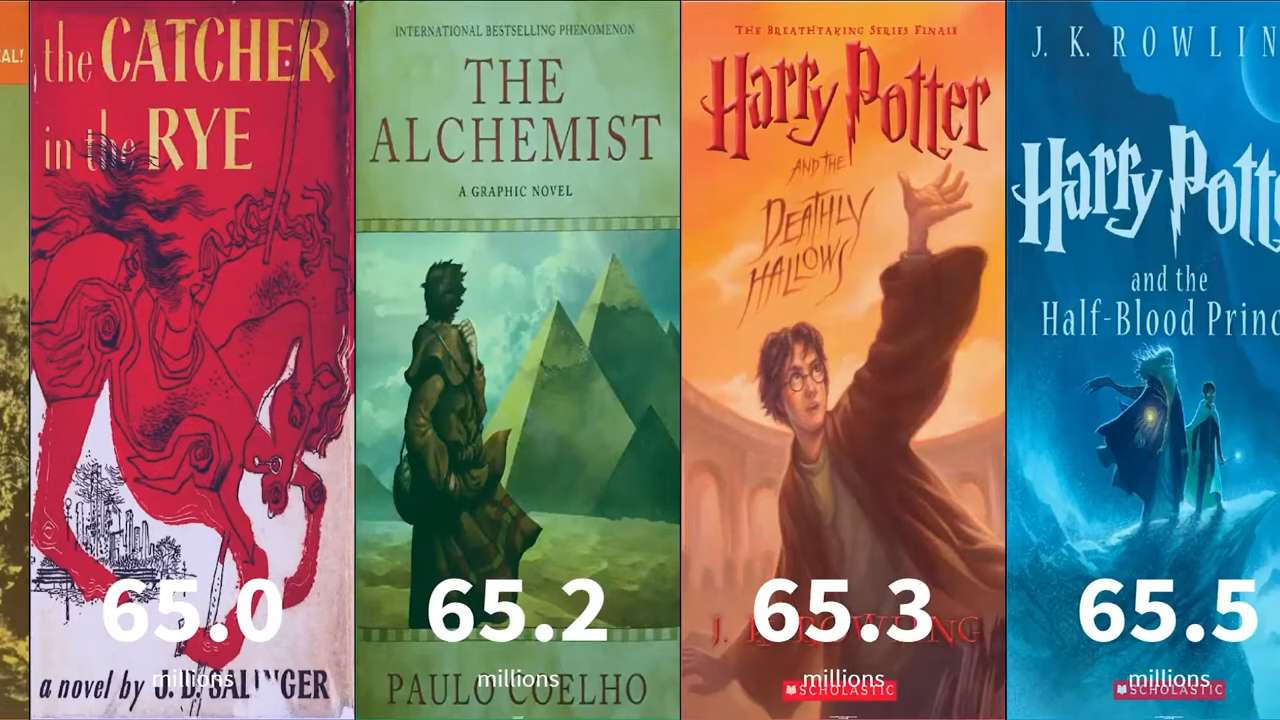 AL!
the CATCHER
in the RYE
65.0
millions
a novel by J. D. SALINGER
INTERNATIONAL BESTSELLING PHENOMENON
THE
ALCHEMIST
A GRAPHIC NOVEL
65.2
millions
PAULO COELHO
THE BREATHTAKING SERIES FINALE
Harry Potter
AND THE
DEATHLY
HALLOWS
65.3
J. K. ROWLING
millions
SCHOLASTIC
J. K. ROWLIN
Harry Potte
and the
Half-Blood Princ
65.5
millions
SCHOLASTIC